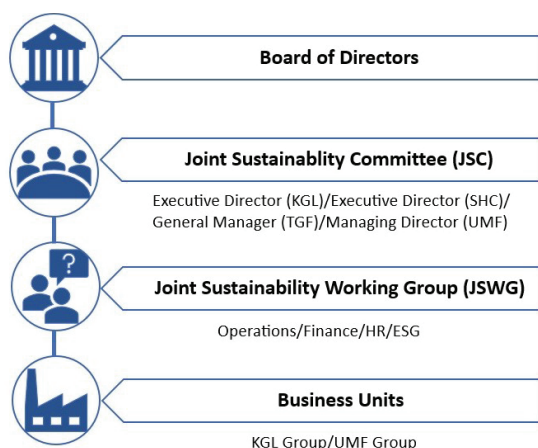 Board of Directors
Joint Sustainablity Committee (JSC)
Executive Director (KGL)/Executive Director (SHC)/
General Manager (TGF)/Managing Director (UMF)
?
Joint Sustainability Working Group (JSWG)
Operations/Finance/HR/ESG
Business Units
KGL Group/UMF Group